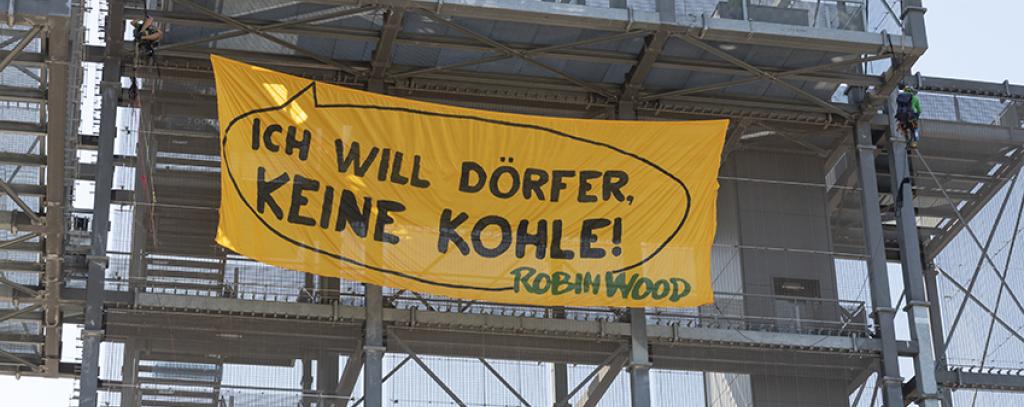 ICH WILL DÖRFER,
KEINE KOHLE!
ROBIN WOOD